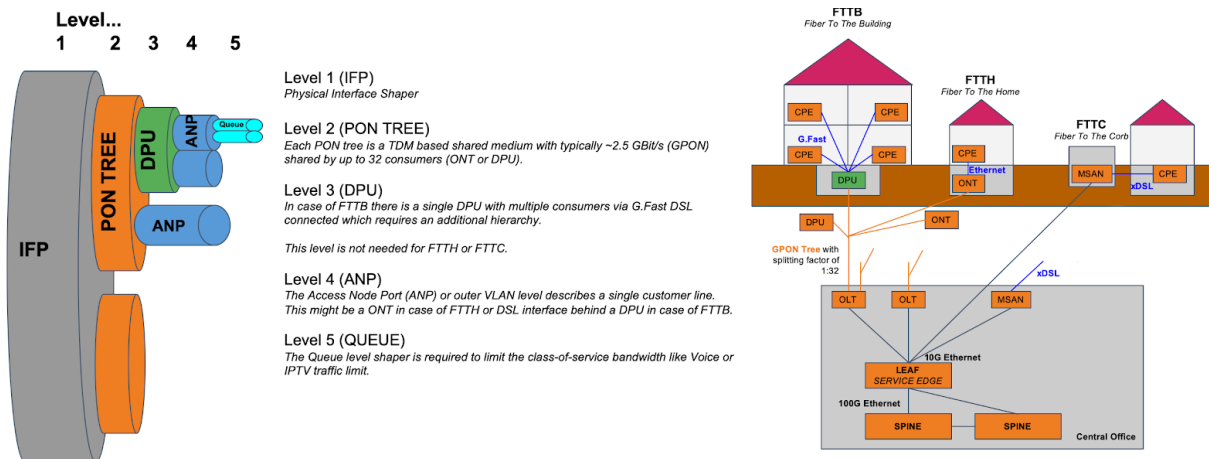 Level...
1 2 3 4 5
IFP
PON TREE
DPU
ANP
Queue
ANP
Level 1 (IFP)
Physical Interface Shaper
Level 2 (PON TREE)
Each PON tree is a TDM based shared medium with typically ~2.5 GBit/s (GPON)
shared by up to 32 consumers (ONT or DPU).
Level 3 (DPU)
In case of FTTB there is a single DPU with multiple consumers via G.Fast DSL
connected which requires an additional hierarchy.
This level is not needed for FTTH or FTTC.
Level 4 (ANP)
The Access Node Port (ANP) or outer VLAN level describes a single customer line.
This might be a ONT in case of FTTH or DSL interface behind a DPU in case of FTTB.
Level 5 (QUEUE)
The Queue level shaper is required to limit the class-of-service bandwidth like Voice or
IPTV traffic limit.
FTTB
Fiber To The Building
FTTH
Fiber To The Home
FTTC
Fiber To The Corb
CPE
CPE
G.Fast
CPE
CPE
DPU
CPE
Ethernet
ONT
MSAN
xDSL
CPE
DPU
ONT
GPON Tree with
splitting factor of
1:32
xDSL
OLT
OLT
MSAN
10G Ethernet
LEAF
SERVICE EDGE
100G Ethernet
SPINE
SPINE
Central Office